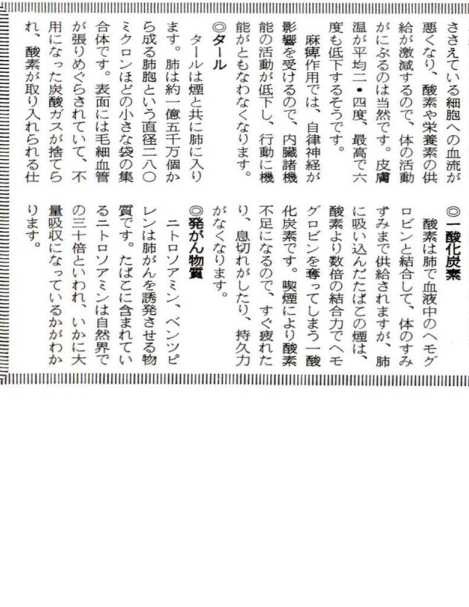 ささえている細胞への血流が
悪くなり、酸素や栄養素の供
給が激減するので、体の活動
がにぶるのは当然です。皮膚
温が平均二・四度、最高で六
度も低下するそうです。
麻痺作用では、自律神経が
影響を受けるので、内臓諸機
能の活動が低下し、行動に機
能がともなわなくなります。
◎タール
タールは煙と共に肺に入り
ます。肺は約一億五千万個か
ら成る肺胞という直径二八〇
ミクロンほどの小さな袋の集
合体です。表面には毛細血管
が張りめぐらされていて、不
用になった炭酸ガスが捨てら
れ、酸素が取り入れられる仕
◎一酸化炭素
酸素は肺で血液中のヘモグ
ロビンと結合して、体のすみ
ずみまで供給されますが、肺
に吸い込んだたばこの煙は、
酸素より数倍の結合力でヘモ
グロビンを奪ってしまう一酸
化炭素です。喫煙により酸素
不足になるので、すぐ疲れた
り、息切れがしたり、持久力
がなくなります。
◎発がん物質
ニトロソアミン、ベンツピ
レンは肺がんを誘発させる物
質です。たばこに含まれてい
るニトロソアミンは自然界で
の三十倍といわれ、いかに大
量吸収になっているかがわか
ります。